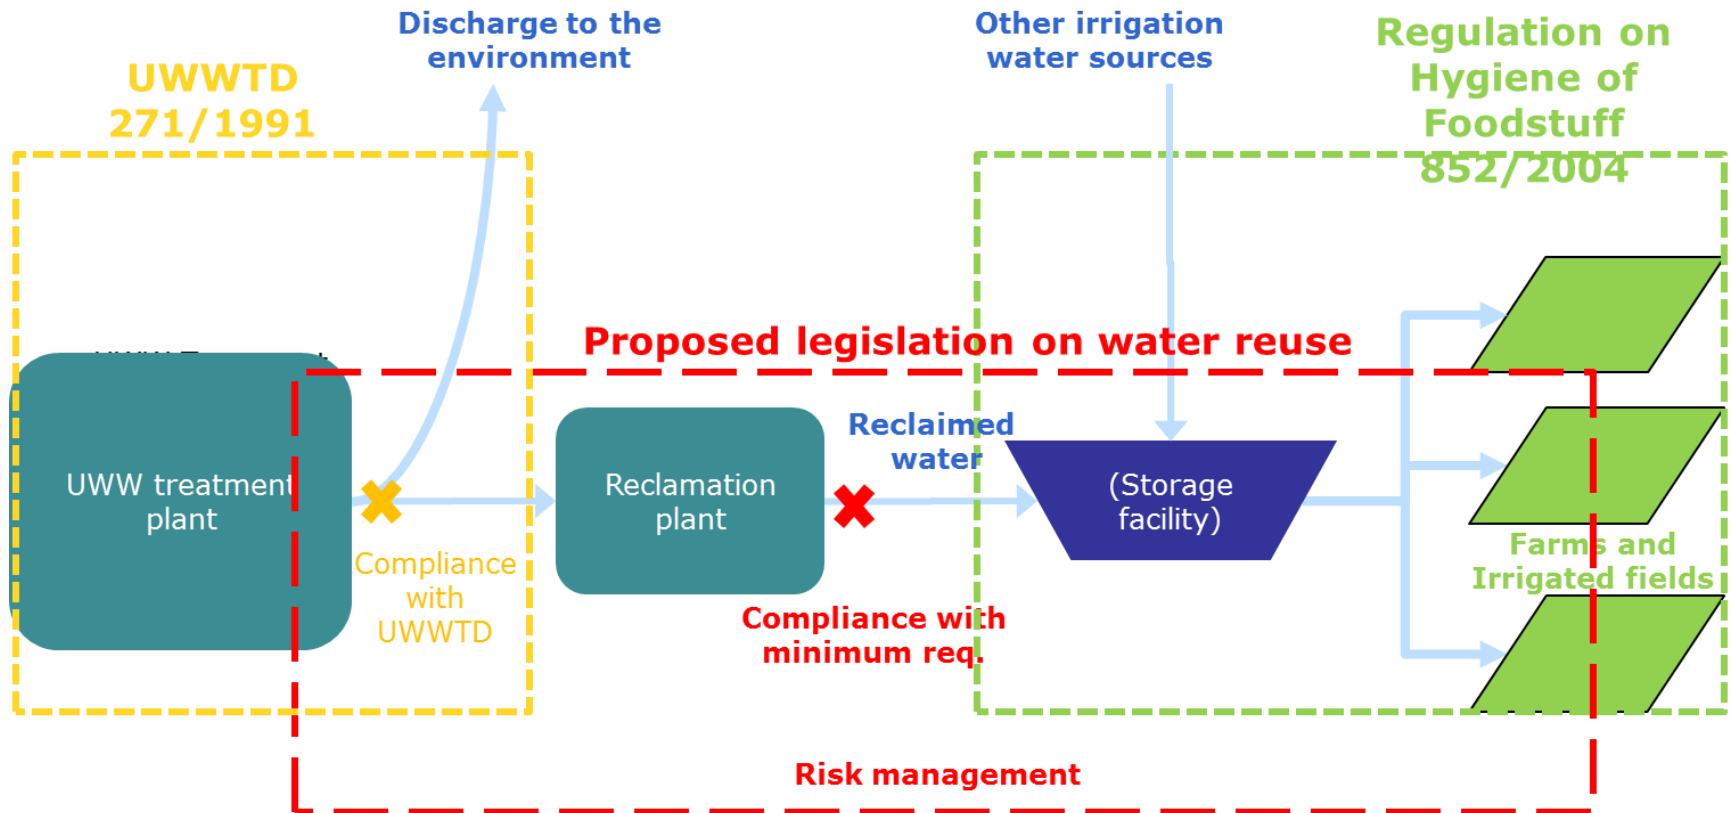 Discharge to the
environment
Other irrigation
water sources
Regulation on
Hygiene of
Foodstuff
852/2004
UWWTD
271/1991
Proposed legislation on water reuse
UWW treatment
plant
Reclamation
plant
Reclaimed
water
(Storage
facility)
Compliance
with
UWWTD
Compliance with
minimum req.
Farms and
Irrigated fields
Risk management